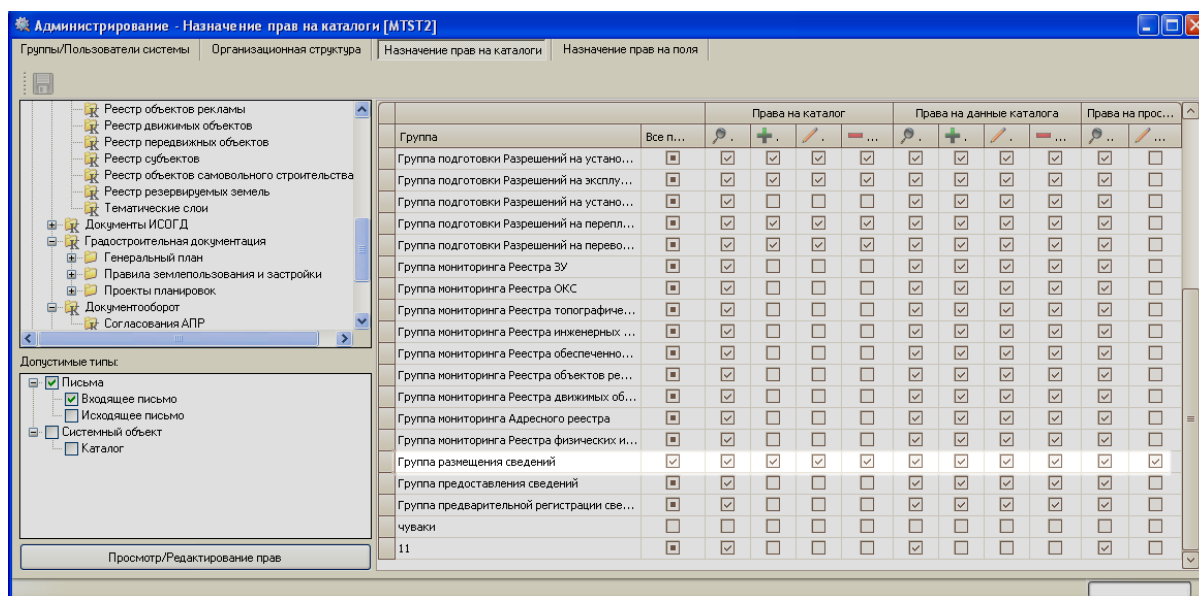 Администрирование - Назначение прав на каталоги [MTST2]
Группы/Пользователи системы
Организационная структура
Назначение прав на каталоги
Назначение прав на поля
Реестр объектов рекламы
Реестр движимых объектов
Реестр передвижных объектов
Реестр субъектов
Реестр объектов самовольного строительства
Реестр резервируемых земель
Тематические слои
Документы ИСОГД
Градостроительная документация
Генеральный план
Правила землепользования и застройки
Проекты планировок
Документооборот
Согласования АПР
Допустимые типы:
Письма
Входящее письмо
Исходящее письмо
Системный объект
Каталог
Просмотр/Редактирование прав
Права на каталог
Права на данные каталога
Права на прос...
Группа
Все п...
Группа подготовки Разрешений на устано...
Группа подготовки Разрешений на эксплу...
Группа подготовки Разрешений на устано...
Группа подготовки Разрешений на перепл...
Группа подготовки Разрешений на перево...
Группа мониторинга Реестра ЗУ
Группа мониторинга Реестра ОКС
Группа мониторинга Реестра топографиче...
Группа мониторинга Реестра инженерных ...
Группа мониторинга Реестра обеспеченно...
Группа мониторинга Реестра объектов ре...
Группа мониторинга Реестра движимых об...
Группа мониторинга Адресного реестра
Группа мониторинга Реестра физических и...
Группа размещения сведений
Группа предоставления сведений
Группа предварительной регистрации све...
чуваки
11